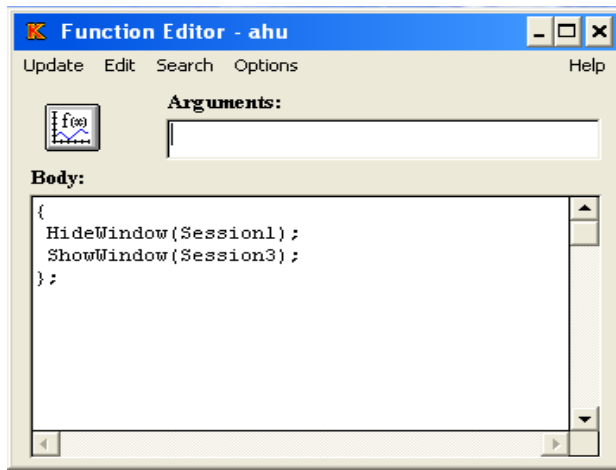 K Function Editor - ahu
Update Edit Search Options Help
Arguments:
f(x)
Body:
{
HideWindow(Session1);
ShowWindow(Session3);
};